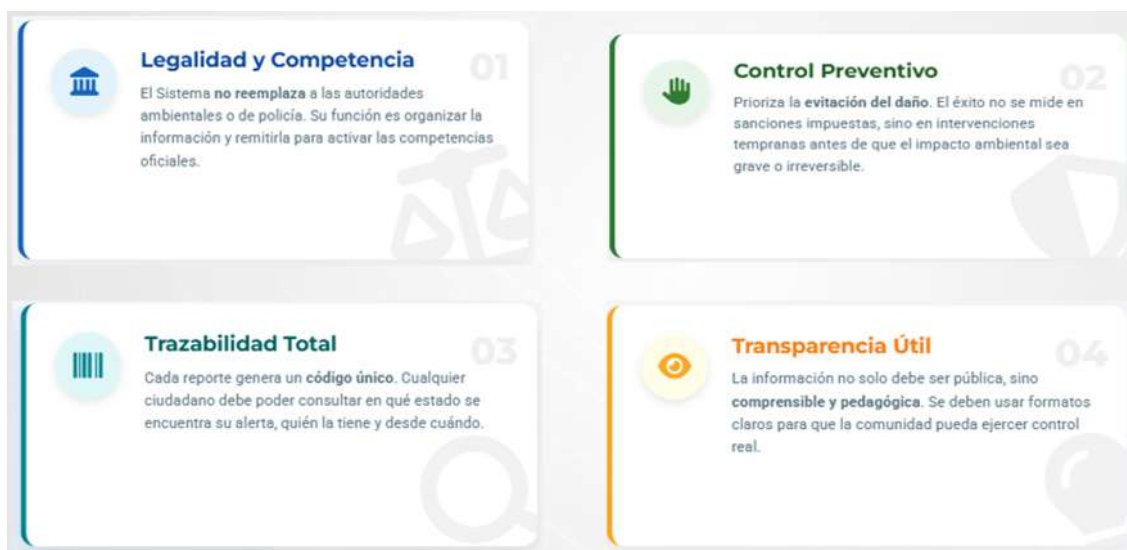 Legalidad y Competencia
01
El Sistema no reemplaza a las autoridades
ambientales o de policía. Su función es organizar la
información y remitirla para activar las competencias
oficiales.
Control Preventivo
02
Prioriza la evitación del daño. El éxito no se mide en
sanciones impuestas, sino en intervenciones
tempranas antes de que el impacto ambiental sea
grave o irreversible.
Trazabilidad Total
03
Cada reporte genera un código único. Cualquier
ciudadano debe poder consultar en qué estado se
encuentra su alerta, quién la tiene y desde cuándo.
Transparencia Útil
04
La información no solo debe ser pública, sino
comprensible y pedagógica. Se deben usar formatos
claros para que la comunidad pueda ejercer control
real.